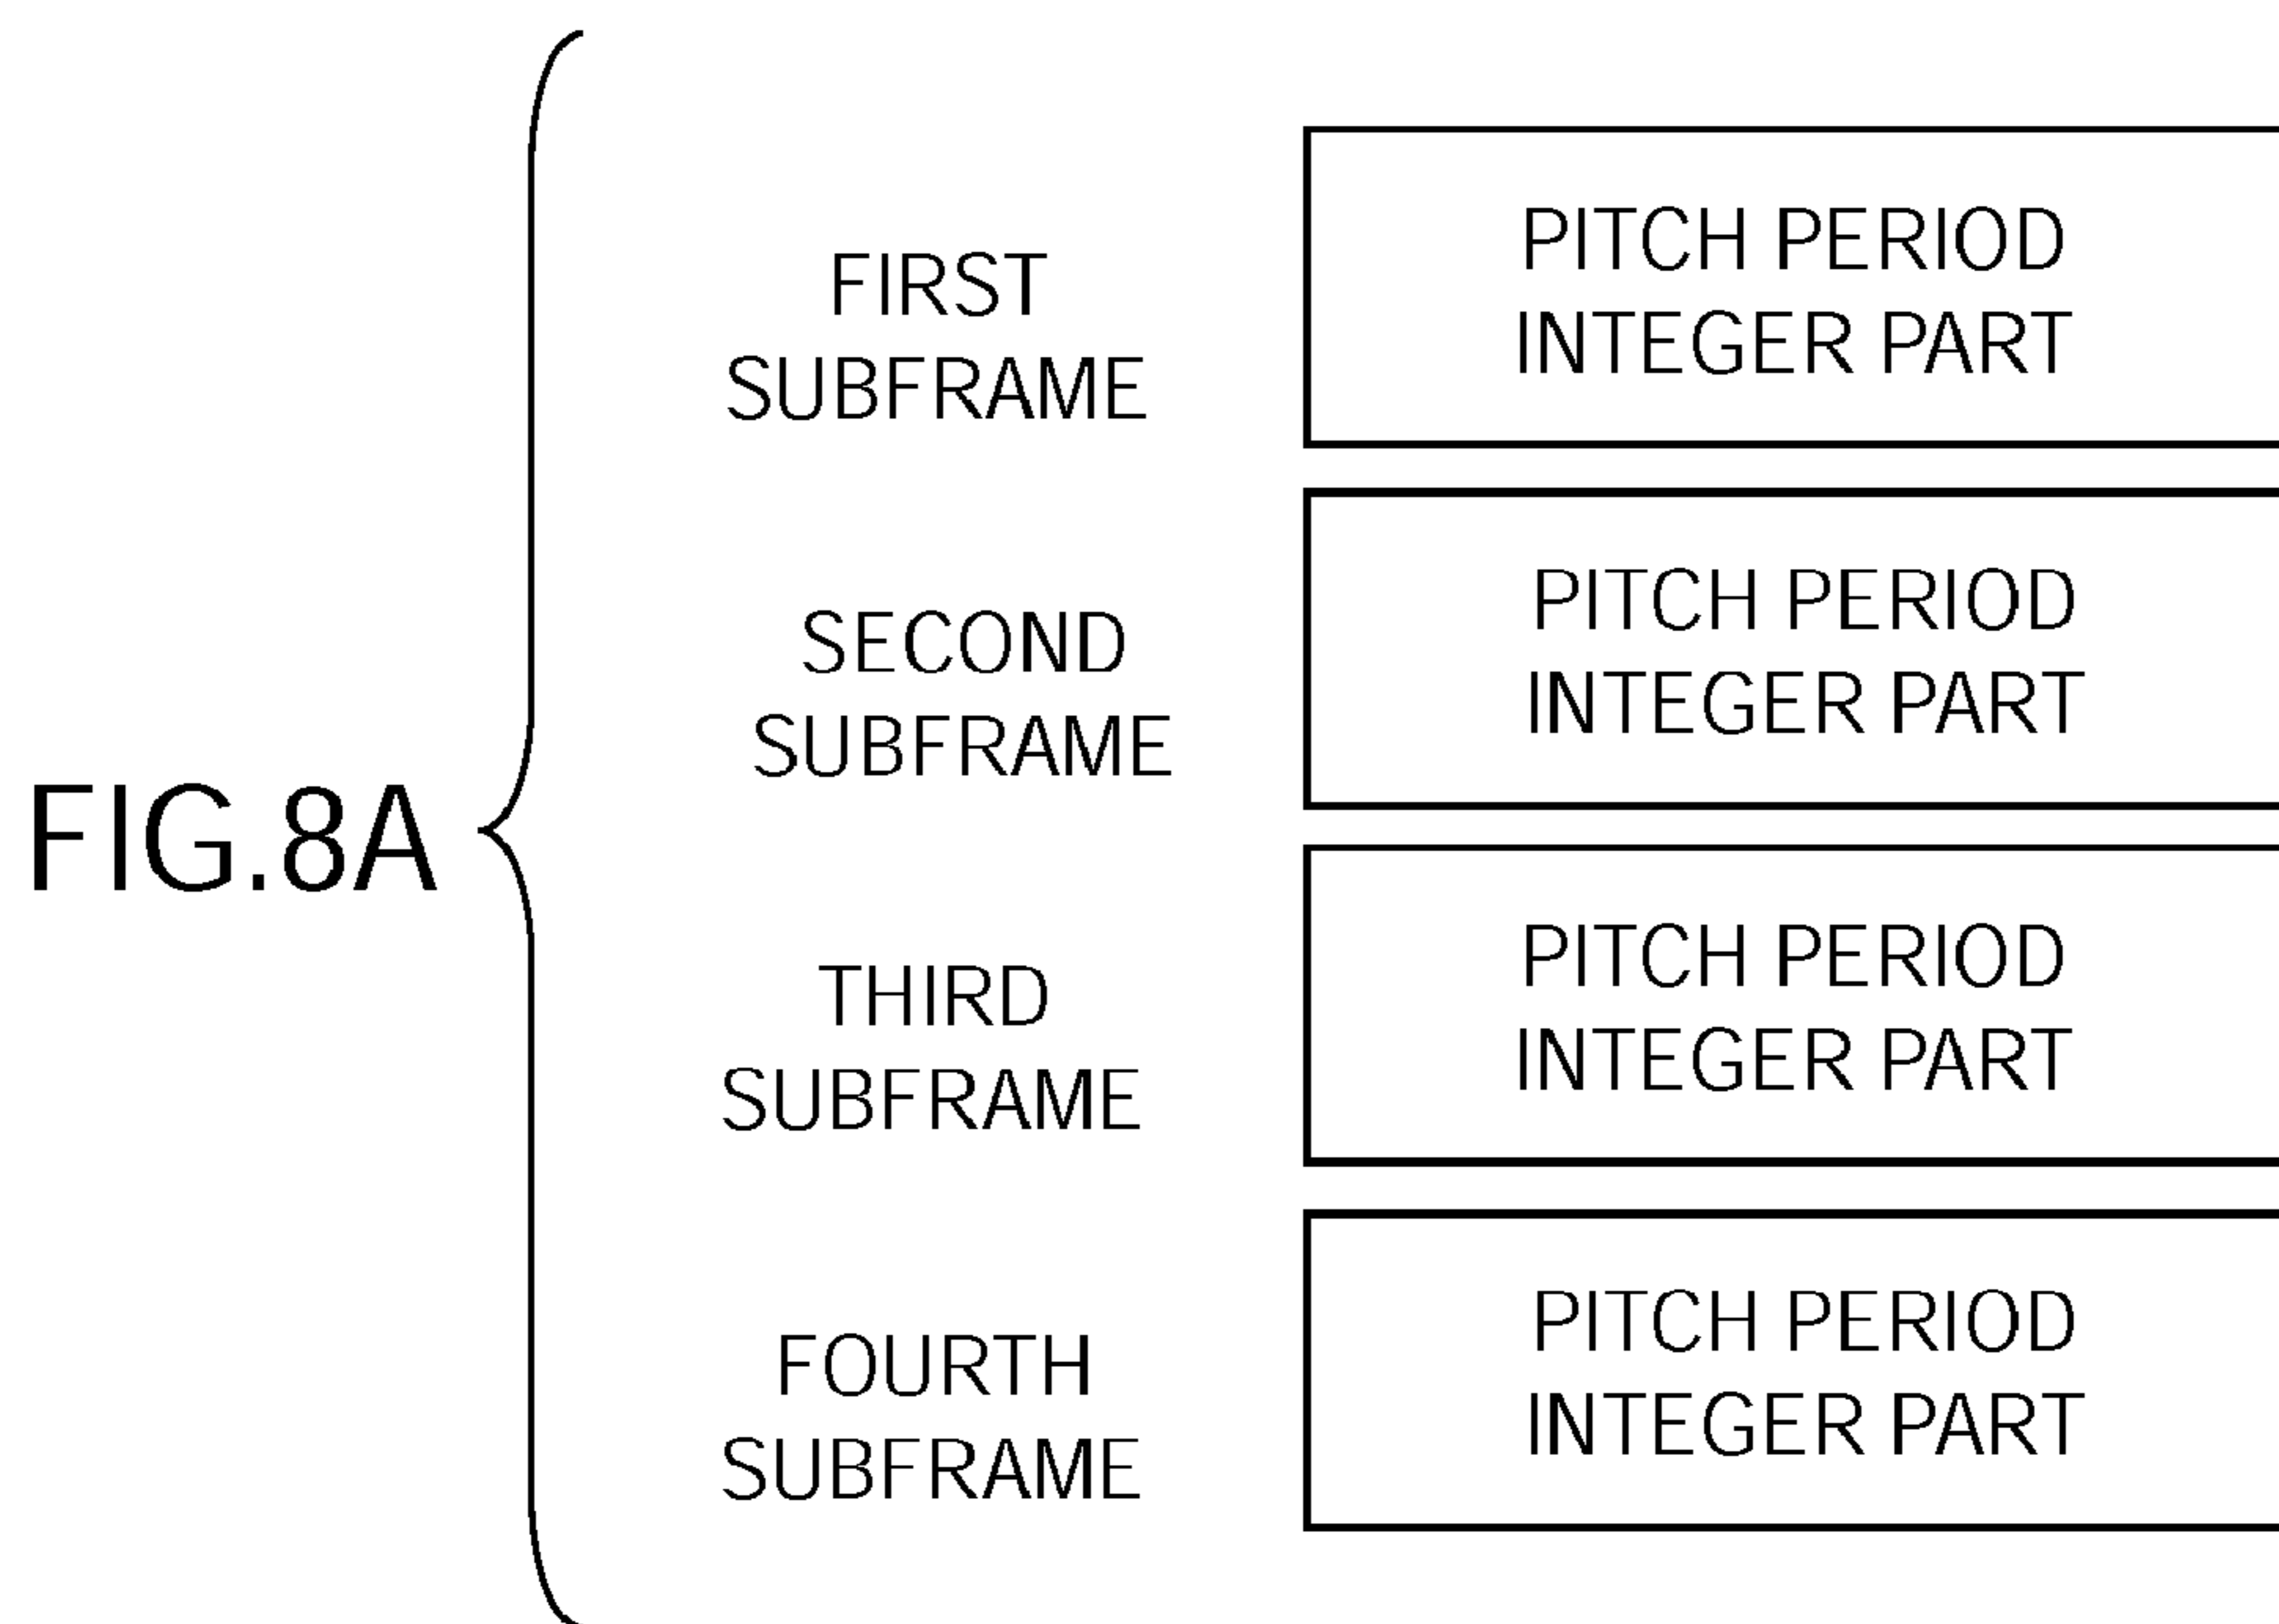 FIG.8A
FIRST
SUBFRAME
PITCH PERIOD
INTEGER PART
SECOND
SUBFRAME
PITCH PERIOD
INTEGER PART
THIRD
SUBFRAME
PITCH PERIOD
INTEGER PART
FOURTH
SUBFRAME
PITCH PERIOD
INTEGER PART